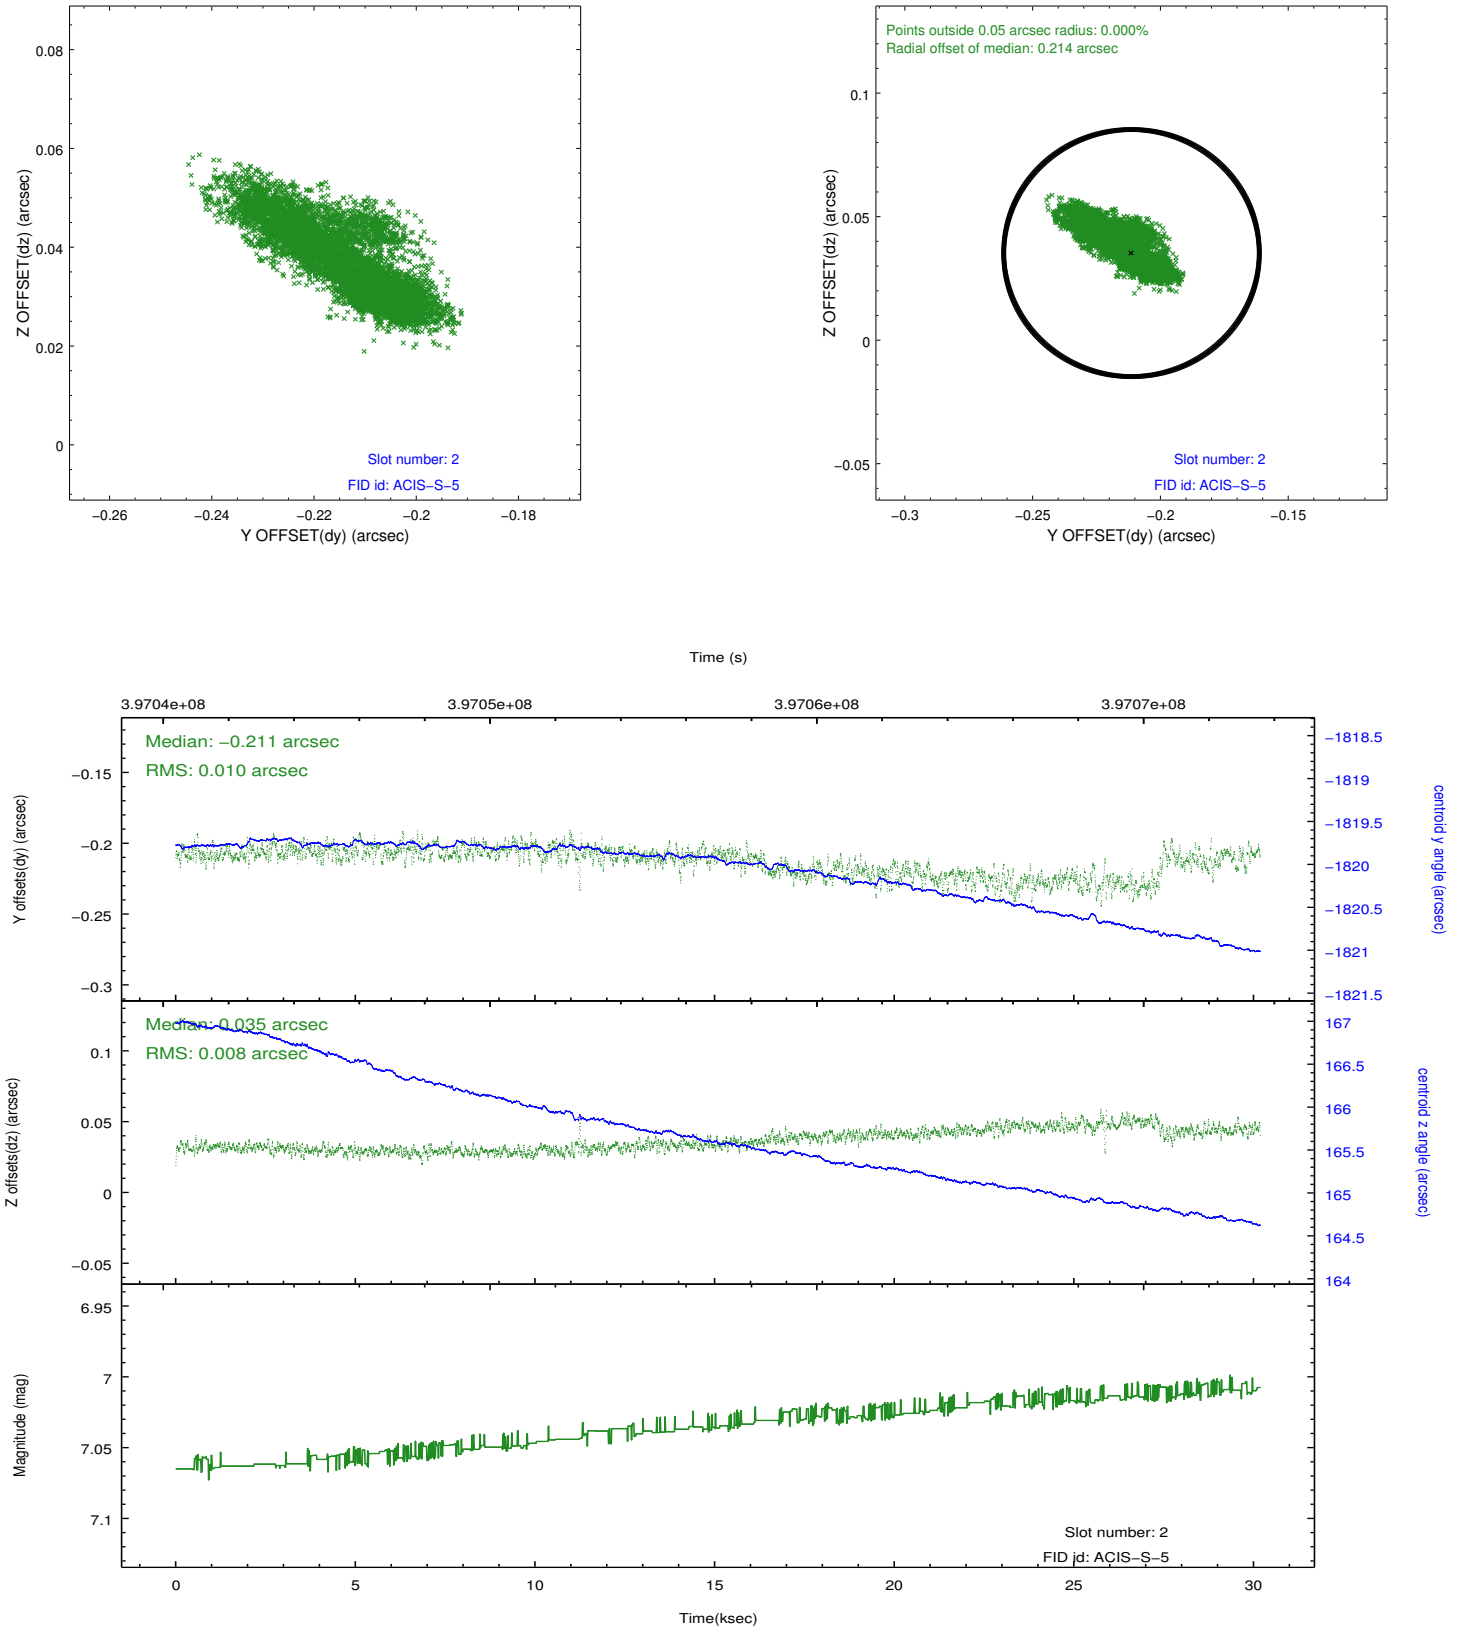 0.08
0.06
0.04
0.02
0
Z OFFSET(dz) (arcsec)
Slot number: 2
FID id: ACIS−S−5
−0.26
−0.24
−0.22
−0.2
−0.18
Y OFFSET(dy) (arcsec)
Points outside 0.05 arcsec radius: 0.000%
Radial offset of median: 0.214 arcsec
0.1
0.05
0
−0.05
Z OFFSET(dz) (arcsec)
Slot number: 2
FID id: ACIS−S−5
−0.3
−0.25
−0.2
−0.15
Y OFFSET(dy) (arcsec)
Time (s)
3.9704e+08
3.9705e+08
3.9706e+08
3.9707e+08
Median: −0.211 arcsec
RMS: 0.010 arcsec
−0.15
−0.2
−0.25
−0.3
Y offsets(dy) (arcsec)
−1818.5
−1819
−1819.5
−1820
−1820.5
−1821
−1821.5
centroid y angle (arcsec)
Median: 0.035 arcsec
RMS: 0.008 arcsec
0.1
0.05
0
−0.05
Z offsets(dz) (arcsec)
167
166.5
166
165.5
165
164.5
164
centroid z angle (arcsec)
6.95
7
7.05
7.1
Magnitude (mag)
Slot number: 2
FID id: ACIS−S−5
0
5
10
15
20
25
30
Time(ksec)